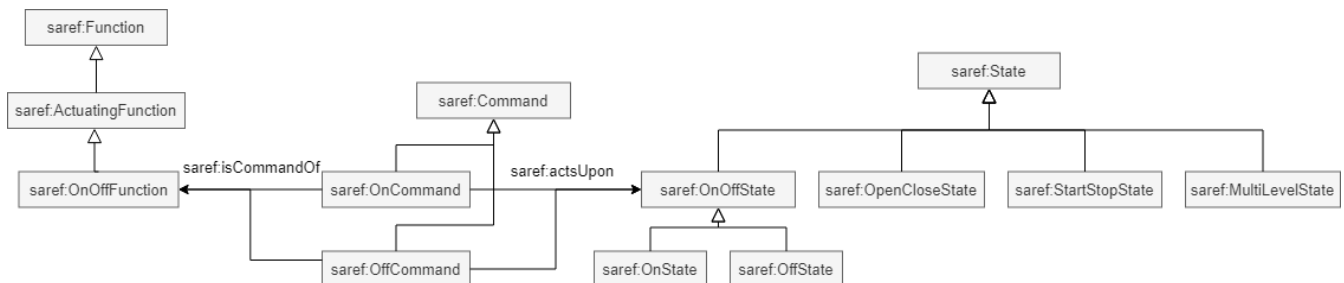 saref:Function
saref:State
saref:Command
saref:ActuatingFunction
saref:isCommandOf
saref:actsUpon
saref:OnOffFunction
saref:OnCommand
saref:OnOffState
saref:OpenCloseState
saref:StartStopState
saref:MultiLevelState
saref:OffCommand
saref:OnState
saref:OffState